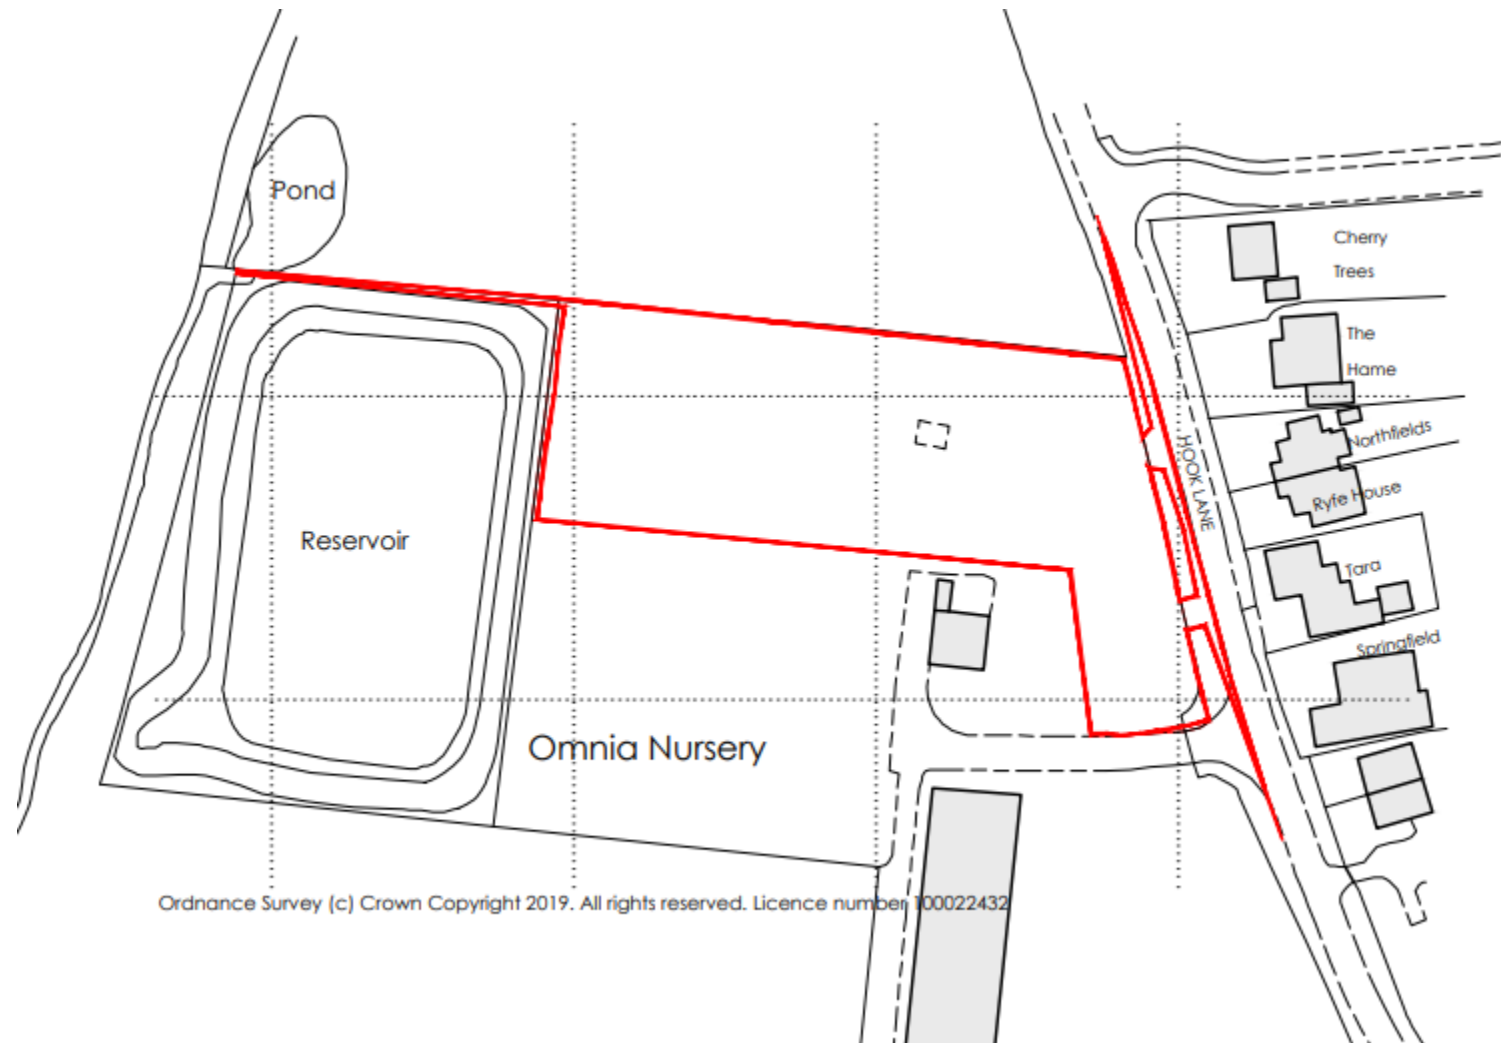 Pond
Cherry
Trees
The
Hame
Northfields
HOOK LANE
Ryfe House
Reservoir
Tara
Springfield
Omnia Nursery
Ordnance Survey (c) Crown Copyright 2019. All rights reserved. Licence number 100022432